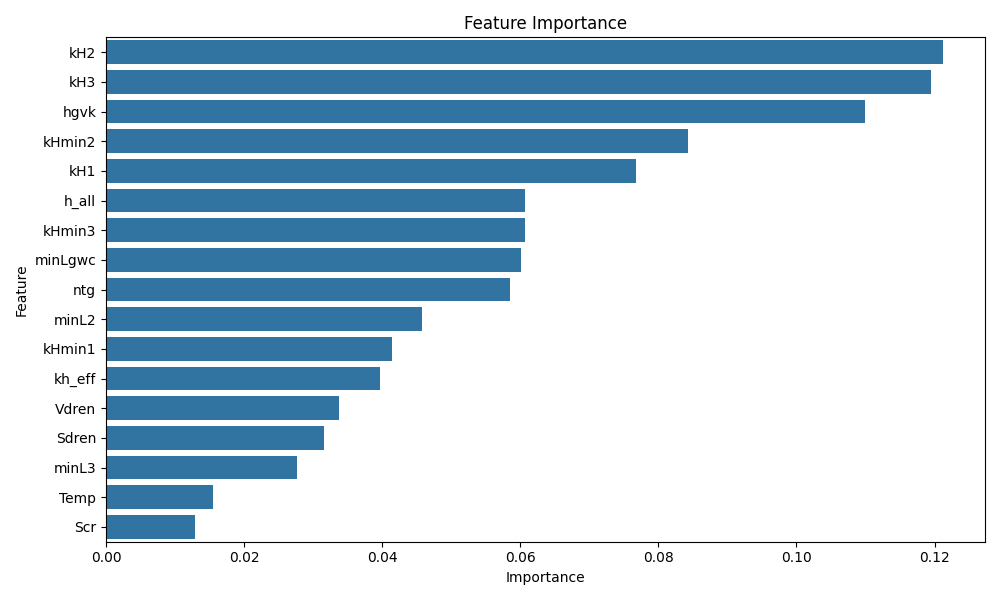 Feature Importance
Feature
kH2
kH3
hgvk
kHmin2
kH1
h_all
kHmin3
minLgwc
ntg
minL2
kHmin1
kh_eff
Vdren
Sdren
minL3
Temp
Scr
0.00 0.02 0.04 0.06 0.08 0.10 0.12
Importance